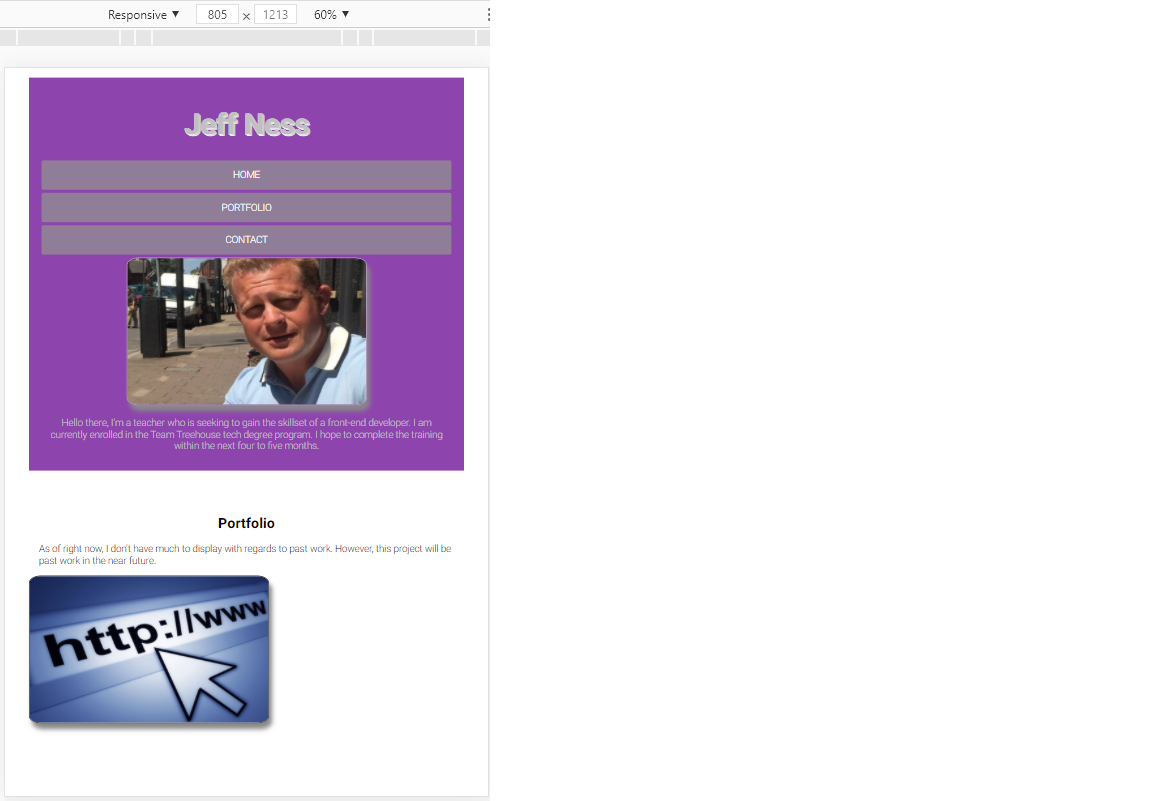 Responsive ▼ 805 × 1213 60% ▼
Jeff Ness
HOME
PORTFOLIO
CONTACT
Hello there, I'm a teacher who is seeking to gain the skillset of a front-end developer. I am
currently enrolled in the Team Treehouse tech degree program. I hope to complete the training
within the next four to five months.
Portfolio
As of right now, I don't have much to display with regards to past work. However, this project will be
past work in the near future.
http://www